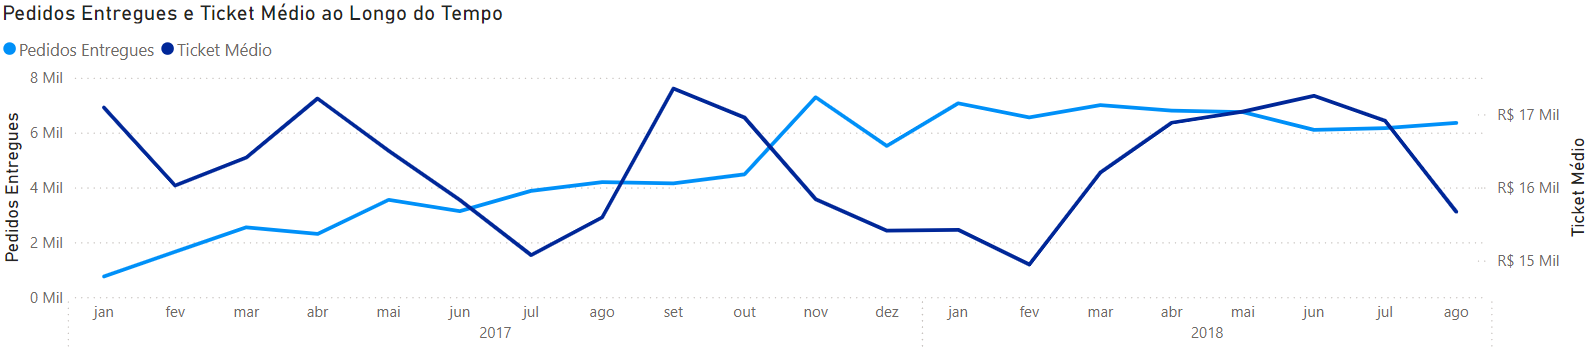 Pedidos Entregues e Ticket Médio ao Longo do Tempo
Pedidos Entregues Ticket Médio
Pedidos Entregues
8 Mil
6 Mil
4 Mil
2 Mil
0 Mil
R$ 17 Mil
R$ 16 Mil
R$ 15 Mil
Ticket Médio
jan fev mar abr mai jun jul ago set out nov dez jan fev mar abr mai jun jul ago
2017 2018